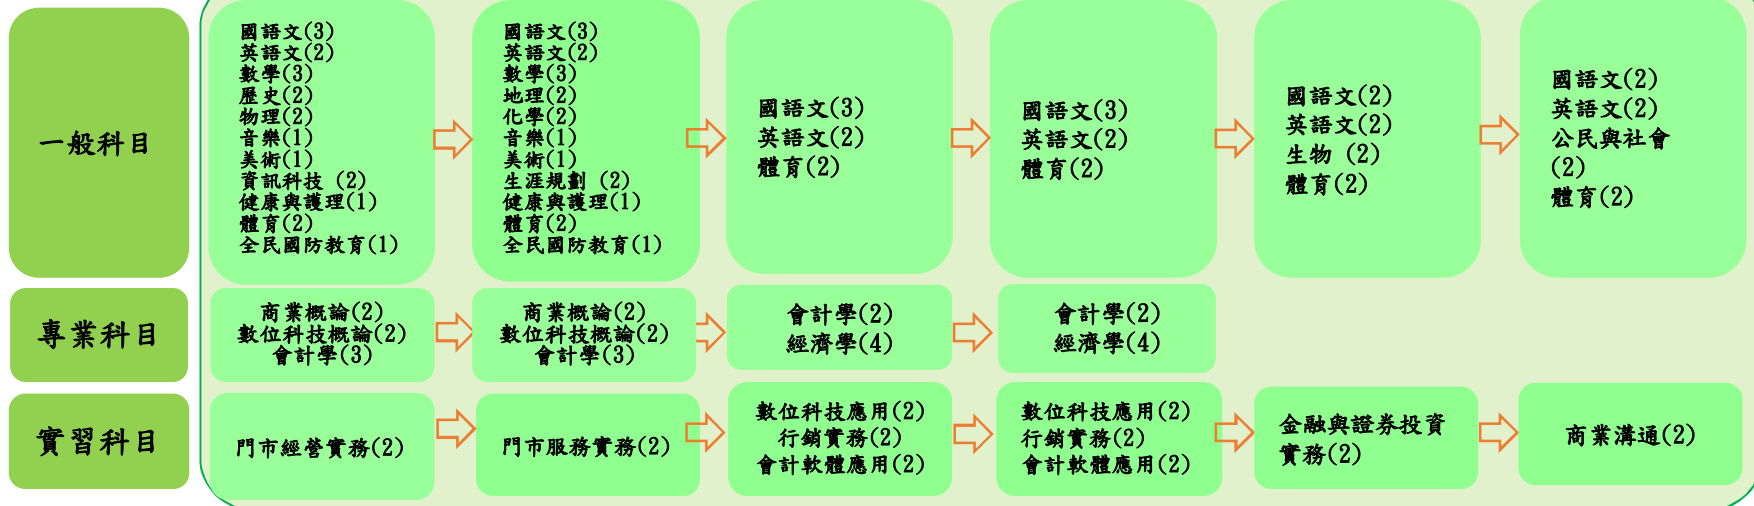 一般科目
國語文(3)
英語文(2)
數學(3)
歷史(2)
物理(2)
音樂(1)
美術(1)
資訊科技 (2)
健康與護理(1)
體育(2)
全民國防教育(1)
國語文(3)
英語文(2)
數學(3)
地理(2)
化學(2)
音樂(1)
美術(1)
生涯規劃 (2)
健康與護理(1)
體育(2)
全民國防教育(1)
國語文(3)
英語文(2)
體育(2)
國語文(3)
英語文(2)
體育(2)
國語文(2)
英語文(2)
生物 (2)
體育(2)
國語文(2)
英語文(2)
公民與社會
(2)
體育(2)
專業科目
商業概論(2)
數位科技概論(2)
會計學(3)
商業概論(2)
數位科技概論(2)
會計學(3)
會計學(2)
經濟學(4)
會計學(2)
經濟學(4)
實習科目
門市經營實務(2)
門市服務實務(2)
數位科技應用(2)
行銷實務(2)
會計軟體應用(2)
數位科技應用(2)
行銷實務(2)
會計軟體應用(2)
金融與證券投資
實務(2)
商業溝通(2)